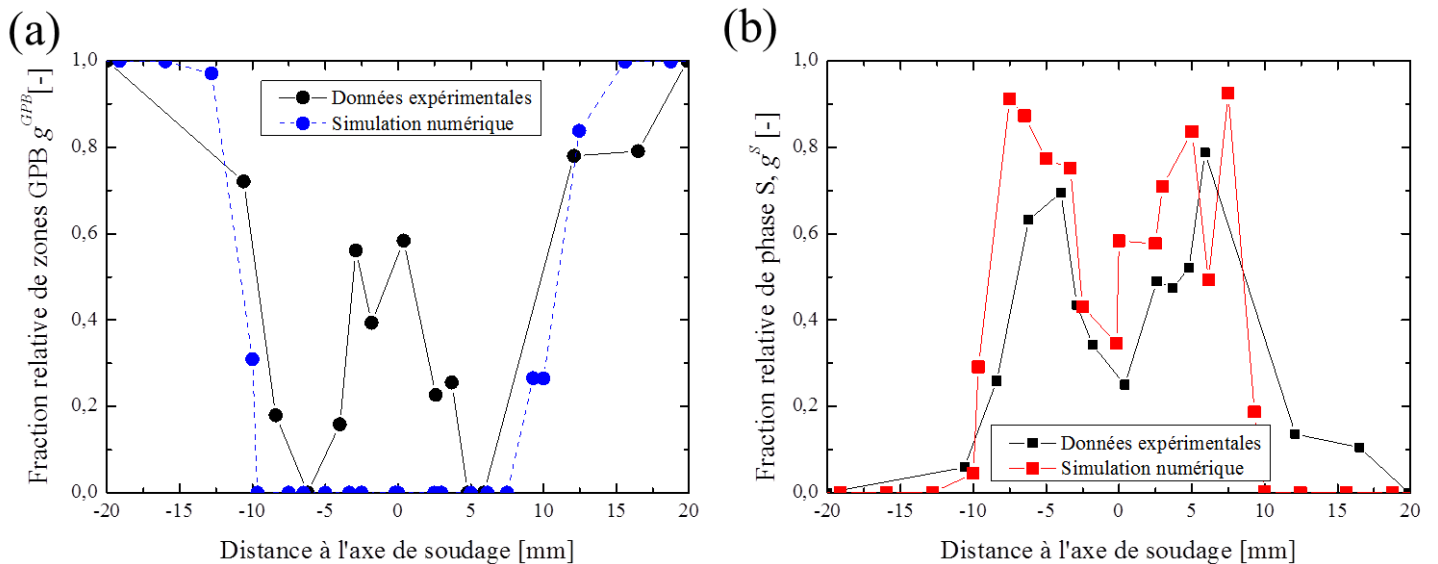 (a)
Fraction relative de zones GPB g^GPB [-]
1,0
0,8
0,6
0,4
0,2
0,0
Données expérimentales
Simulation numérique
-20 -15 -10 -5 0 5 10 15 20
Distance à l'axe de soudage [mm]
(b)
Fraction relative de phase S, g^S [-]
1,0
0,8
0,6
0,4
0,2
0,0
Données expérimentales
Simulation numérique
-20 -15 -10 -5 0 5 10 15 20
Distance à l'axe de soudage [mm]